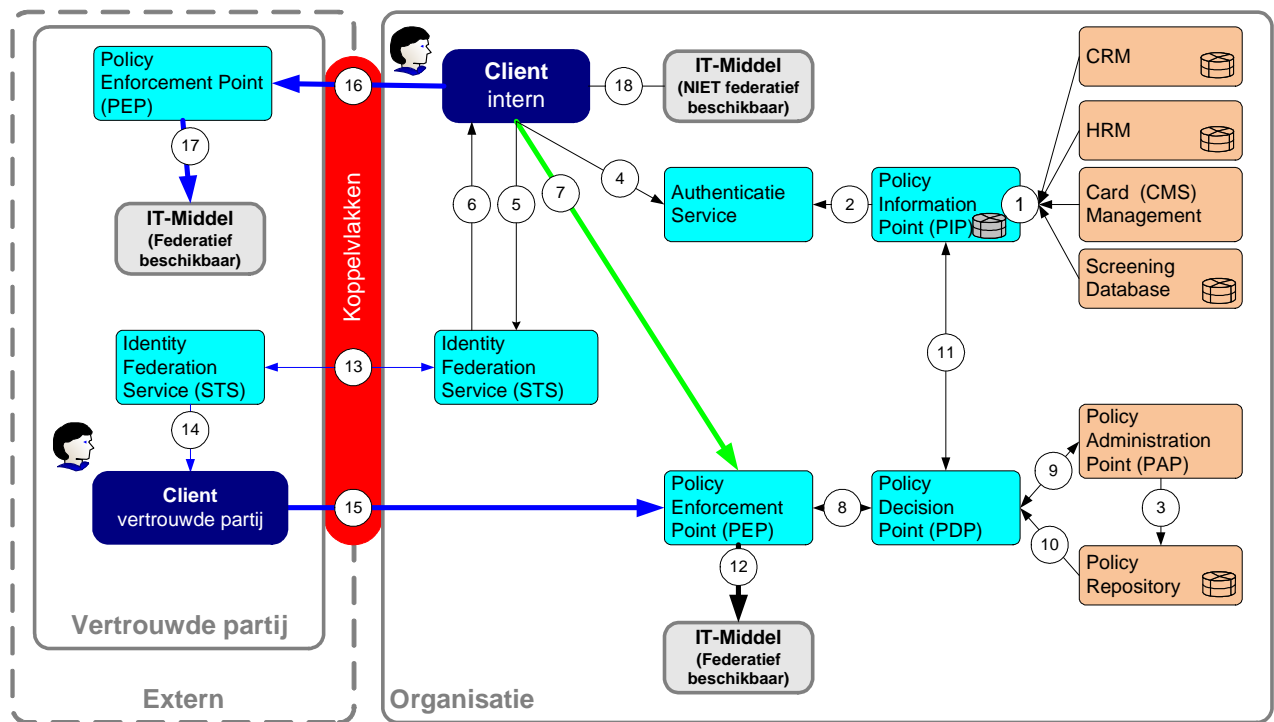 Policy
Enforcement Point
(PEP)
17
IT-Middel
(Federatief
beschikbaar)
Identity
Federation
Service (STS)
14
Client
vertrouwde partij
Vertrouwde partij
Extern
16
Koppelvlakken
13
15
Client
intern
18
IT-Middel
(NIET federatief
beschikbaar)
6
5
7
4
Authenticatie
Service
2
Policy
Information
Point (PIP)
1
CRM
HRM
Card (CMS)
Management
Screening
Database
Identity
Federation
Service (STS)
11
Policy
Enforcement
Point (PEP)
8
Policy
Decision
Point (PDP)
9
10
Policy
Administration
Point (PAP)
3
Policy
Repository
12
IT-Middel
(Federatief
beschikbaar)
Organisatie